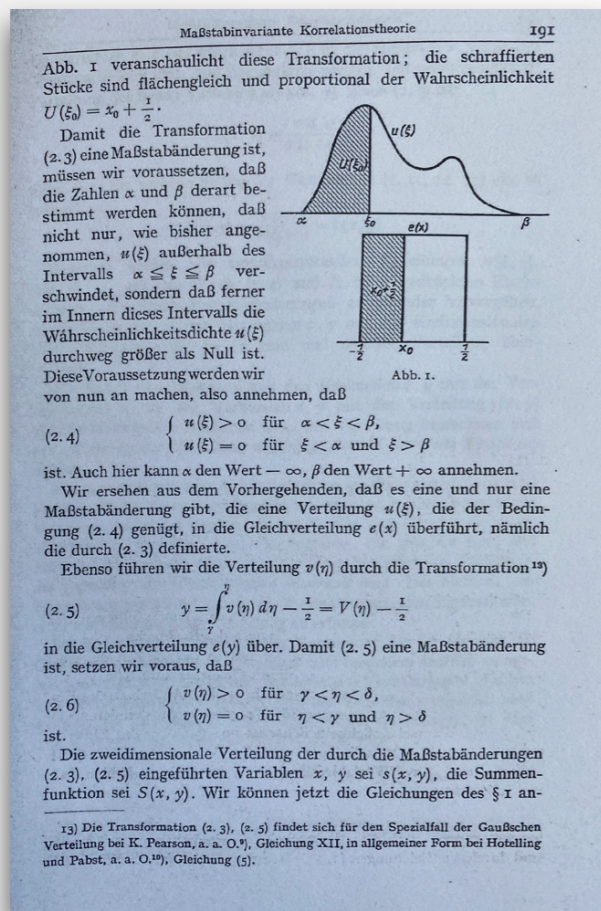 Maßstabinvariante Korrelationstheorie 191
Abb. 1 veranschaulicht diese Transformation; die schraffierten
Stücke sind flächengleich und proportional der Wahrscheinlichkeit
U(ξ₀) = x₀ + 1/2.
Damit die Transformation
(2. 3) eine Maßstabänderung ist,
müssen wir voraussetzen, daß
die Zahlen α und β derart be-
stimmt werden können, daß
nicht nur, wie bisher ange-
nommen, u(ξ) außerhalb des
Intervalls α ≦ ξ ≦ β ver-
schwindet, sondern daß ferner
im Innern dieses Intervalls die
Wahrscheinlichkeitsdichte u(ξ)
durchweg größer als Null ist.
Diese Voraussetzung werden wir
von nun an machen, also annehmen, daß
u(ξ)
U(ξ₀)
α ξ₀ β
e(x)
x₀+1/2
-1/2 x₀ 1/2
Abb. 1.
(2. 4) { u(ξ) > 0 für α < ξ < β,
u(ξ) = 0 für ξ < α und ξ > β
ist. Auch hier kann α den Wert — ∞, β den Wert + ∞ annehmen.
Wir ersehen aus dem Vorhergehenden, daß es eine und nur eine
Maßstabänderung gibt, die eine Verteilung u(ξ), die der Bedin-
gung (2. 4) genügt, in die Gleichverteilung e(x) überführt, nämlich
die durch (2. 3) definierte.
Ebenso führen wir die Verteilung v(η) durch die Transformation¹³)
(2. 5) y = ∫_γ^η v(η) dη — 1/2 = V(η) — 1/2
in die Gleichverteilung e(y) über. Damit (2. 5) eine Maßstabänderung
ist, setzen wir voraus, daß
(2. 6) { v(η) > 0 für γ < η < δ,
v(η) = 0 für η < γ und η > δ
ist.
Die zweidimensionale Verteilung der durch die Maßstabänderungen
(2. 3), (2. 5) eingeführten Variablen x, y sei s(x, y), die Summen-
funktion sei S(x, y). Wir können jetzt die Gleichungen des § 1 an-
13) Die Transformation (2. 3), (2. 5) findet sich für den Spezialfall der Gaußschen
Verteilung bei K. Pearson, a. a. O.⁹), Gleichung XII, in allgemeiner Form bei Hotelling
und Pabst, a. a. O.¹⁰), Gleichung (5).